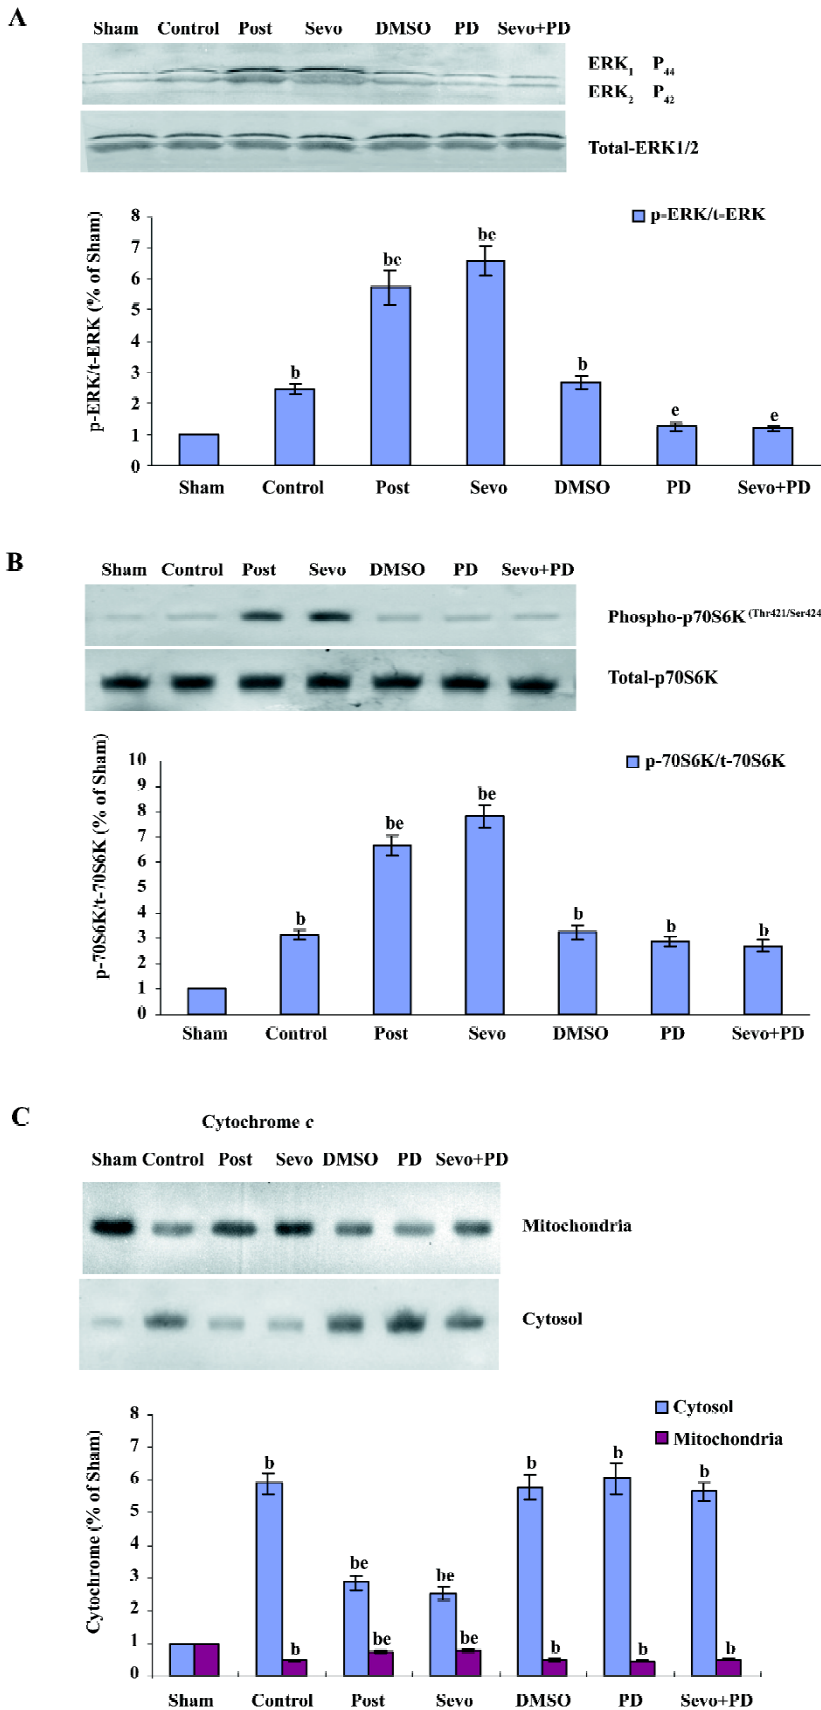 A
Sham Control Post Sevo DMSO PD Sevo+PD
ERK1 P44
ERK2 P42
Total-ERK1/2
p-ERK/t-ERK
p-ERK/t-ERK (% of Sham)
8
7
6
5
4
3
2
1
0
b
bc
bc
b
e
e
Sham Control Post Sevo DMSO PD Sevo+PD
B
Sham Control Post Sevo DMSO PD Sevo+PD
Phospho-p70S6K (Thr421/Ser424
Total-p70S6K
p-70S6K/t-70S6K
p-70S6K/t-70S6K (% of Sham)
10
9
8
7
6
5
4
3
2
1
0
b
be
be
b
b
b
Sham Control Post Sevo DMSO PD Sevo+PD
C
Cytochrome c
Sham Control Post Sevo DMSO PD Sevo+PD
Mitochondria
Cytosol
Cytosol
Mitochondria
Cytochrome (% of Sham)
8
7
6
5
4
3
2
1
0
b
b
be
be
be
be
b
b
b
b
b
b
Sham Control Post Sevo DMSO PD Sevo+PD